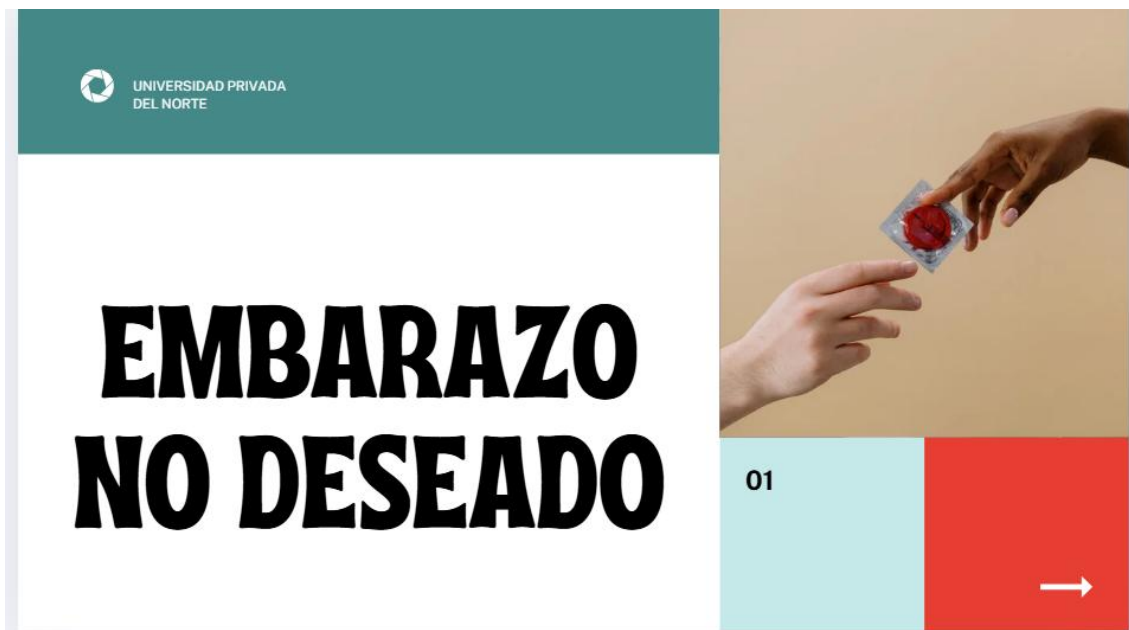 UNIVERSIDAD PRIVADA
DEL NORTE
EMBARAZO
NO DESEADO
01